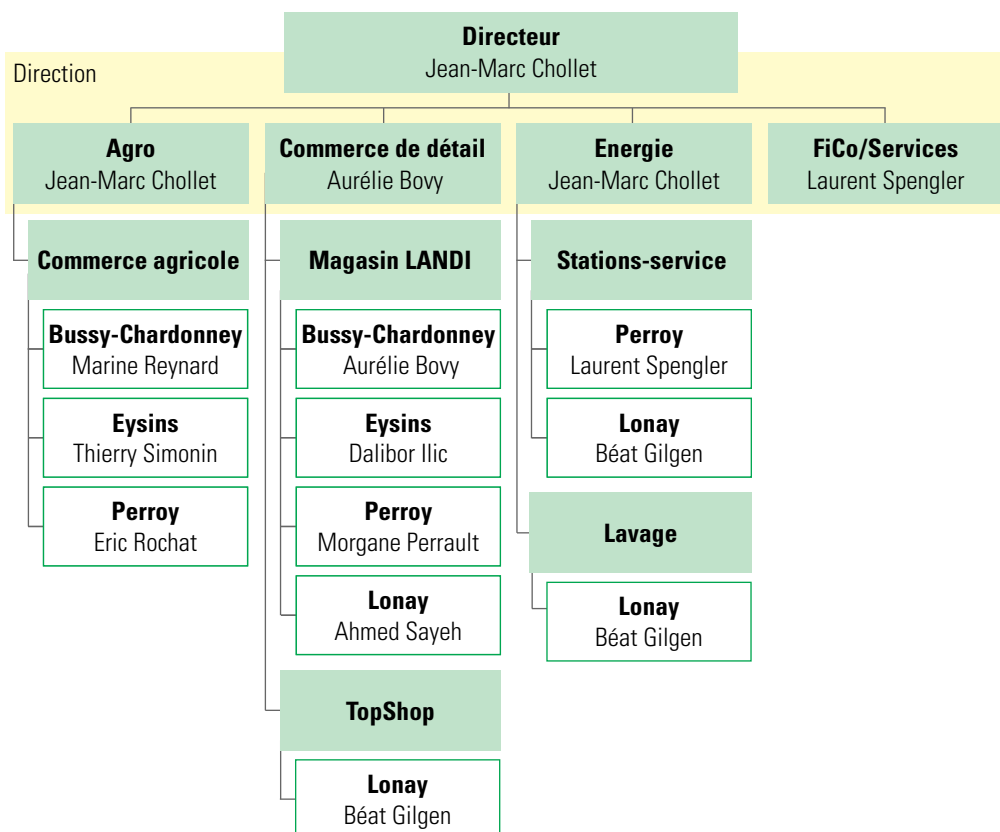 Directeur
Jean-Marc Chollet
Direction
Agro
Jean-Marc Chollet
Commerce de détail
Aurélie Bovy
Energie
Jean-Marc Chollet
FiCo/Services
Laurent Spengler
Commerce agricole
Bussy-Chardonney
Marine Reynard
Eysins
Thierry Simonin
Perroy
Eric Rochat
Magasin LANDI
Bussy-Chardonney
Aurélie Bovy
Eysins
Dalibor Ilic
Perroy
Morgane Perrault
Lonay
Ahmed Sayeh
TopShop
Lonay
Béat Gilgen
Stations-service
Perroy
Laurent Spengler
Lonay
Béat Gilgen
Lavage
Lonay
Béat Gilgen